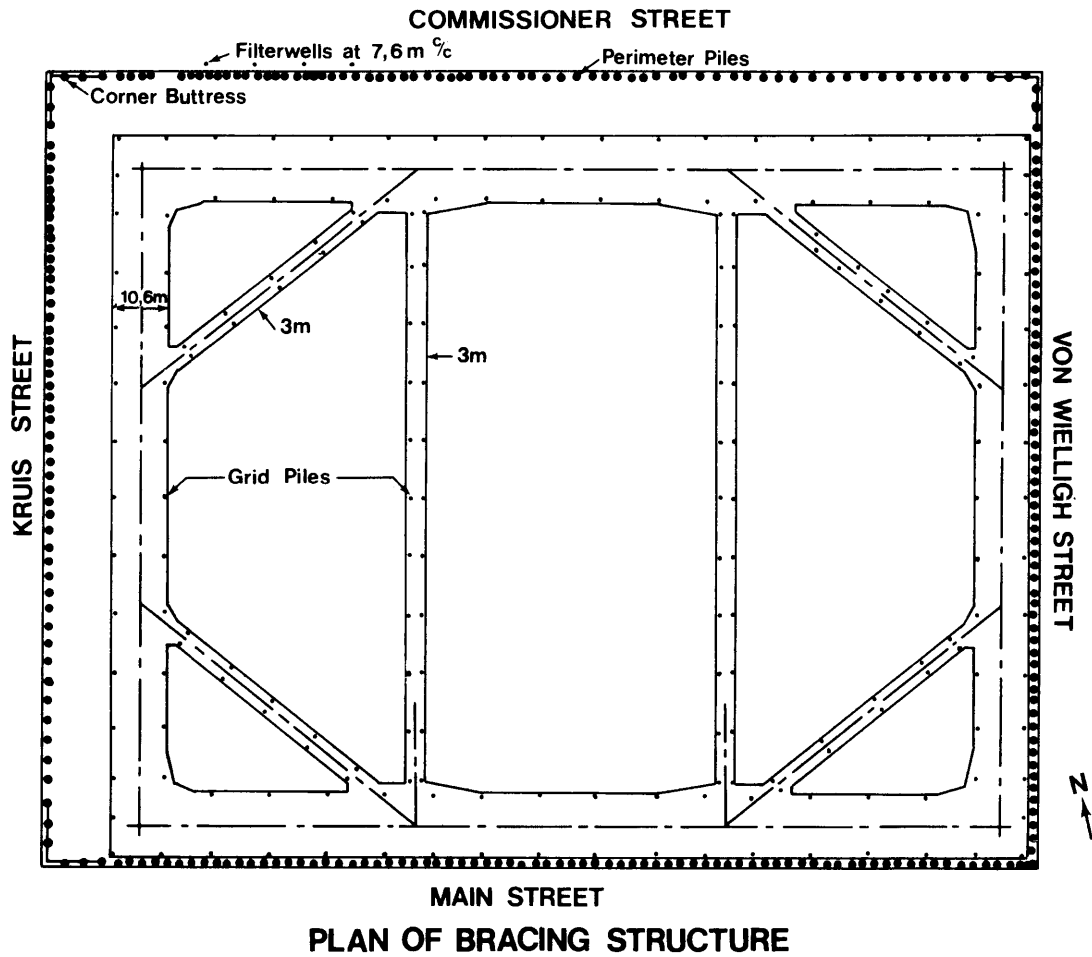 COMMISSIONER STREET
Filterwells at 7,6 m c/c
Perimeter Piles
Corner Buttress
10,6m
3m
3m
KRUIS STREET
VON WIELLIGH STREET
Grid Piles
N
MAIN STREET
PLAN OF BRACING STRUCTURE